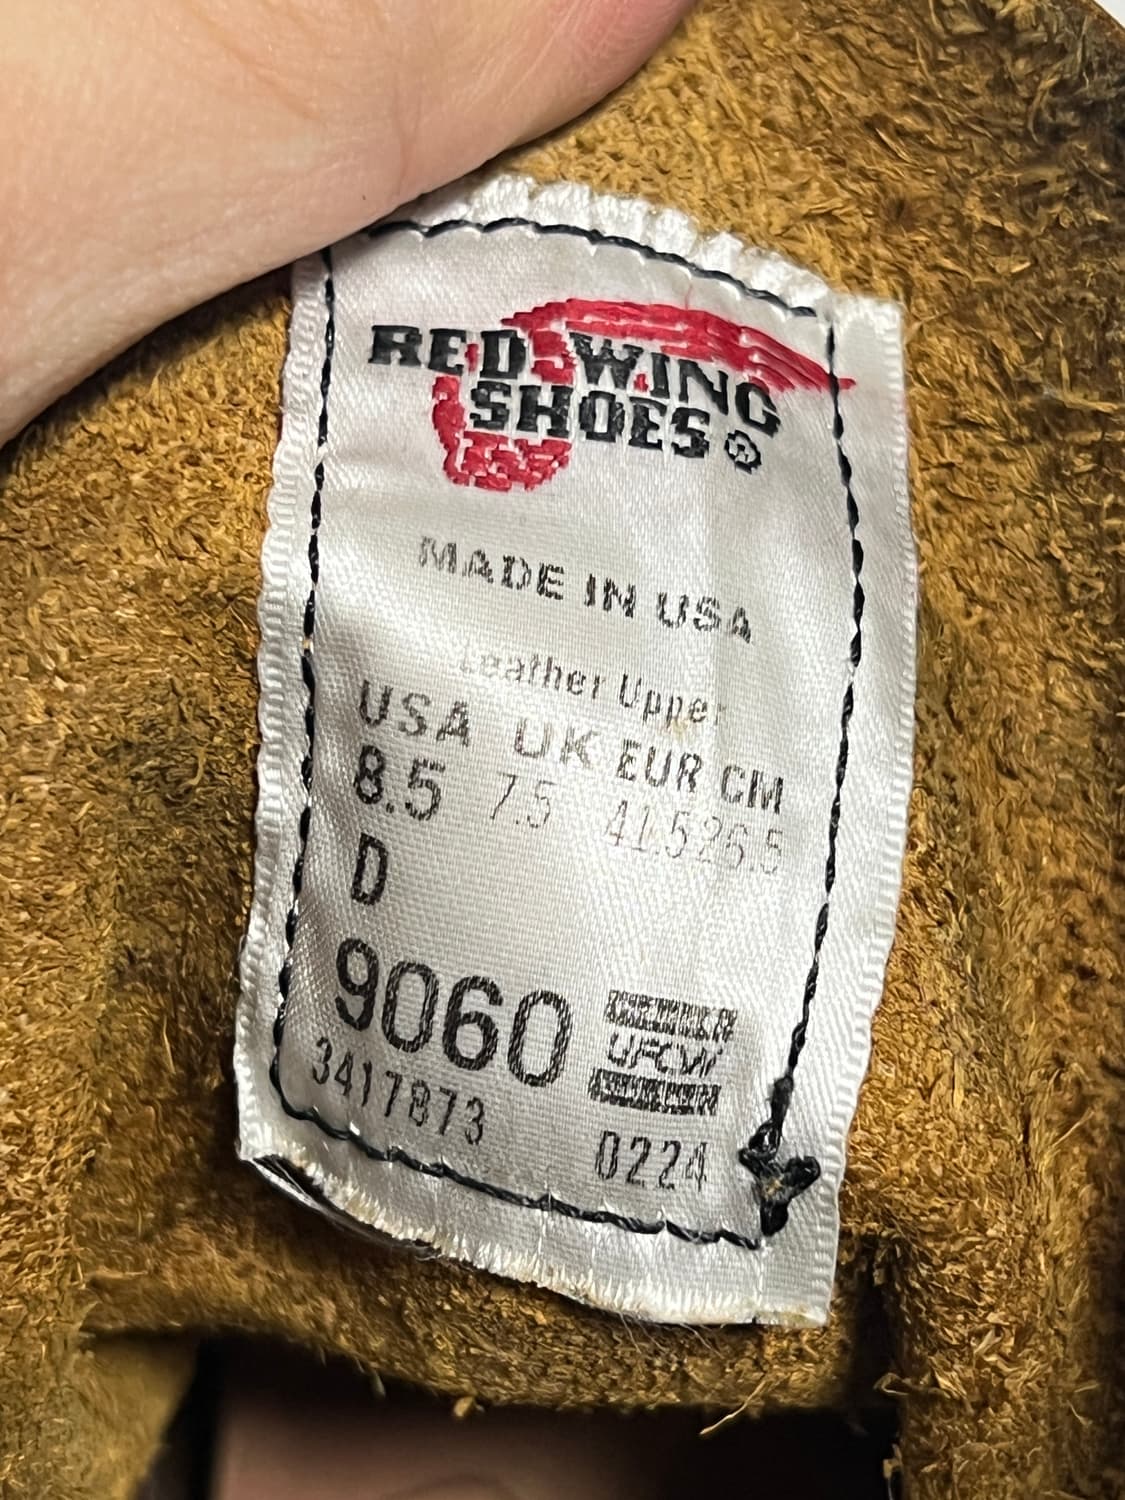 RED WING
SHOES ®
MADE IN USA
Leather Upper
USA UK EUR CM
8.5 7.5 41.5 26.5
D
9060
UFCW
3417873
0224